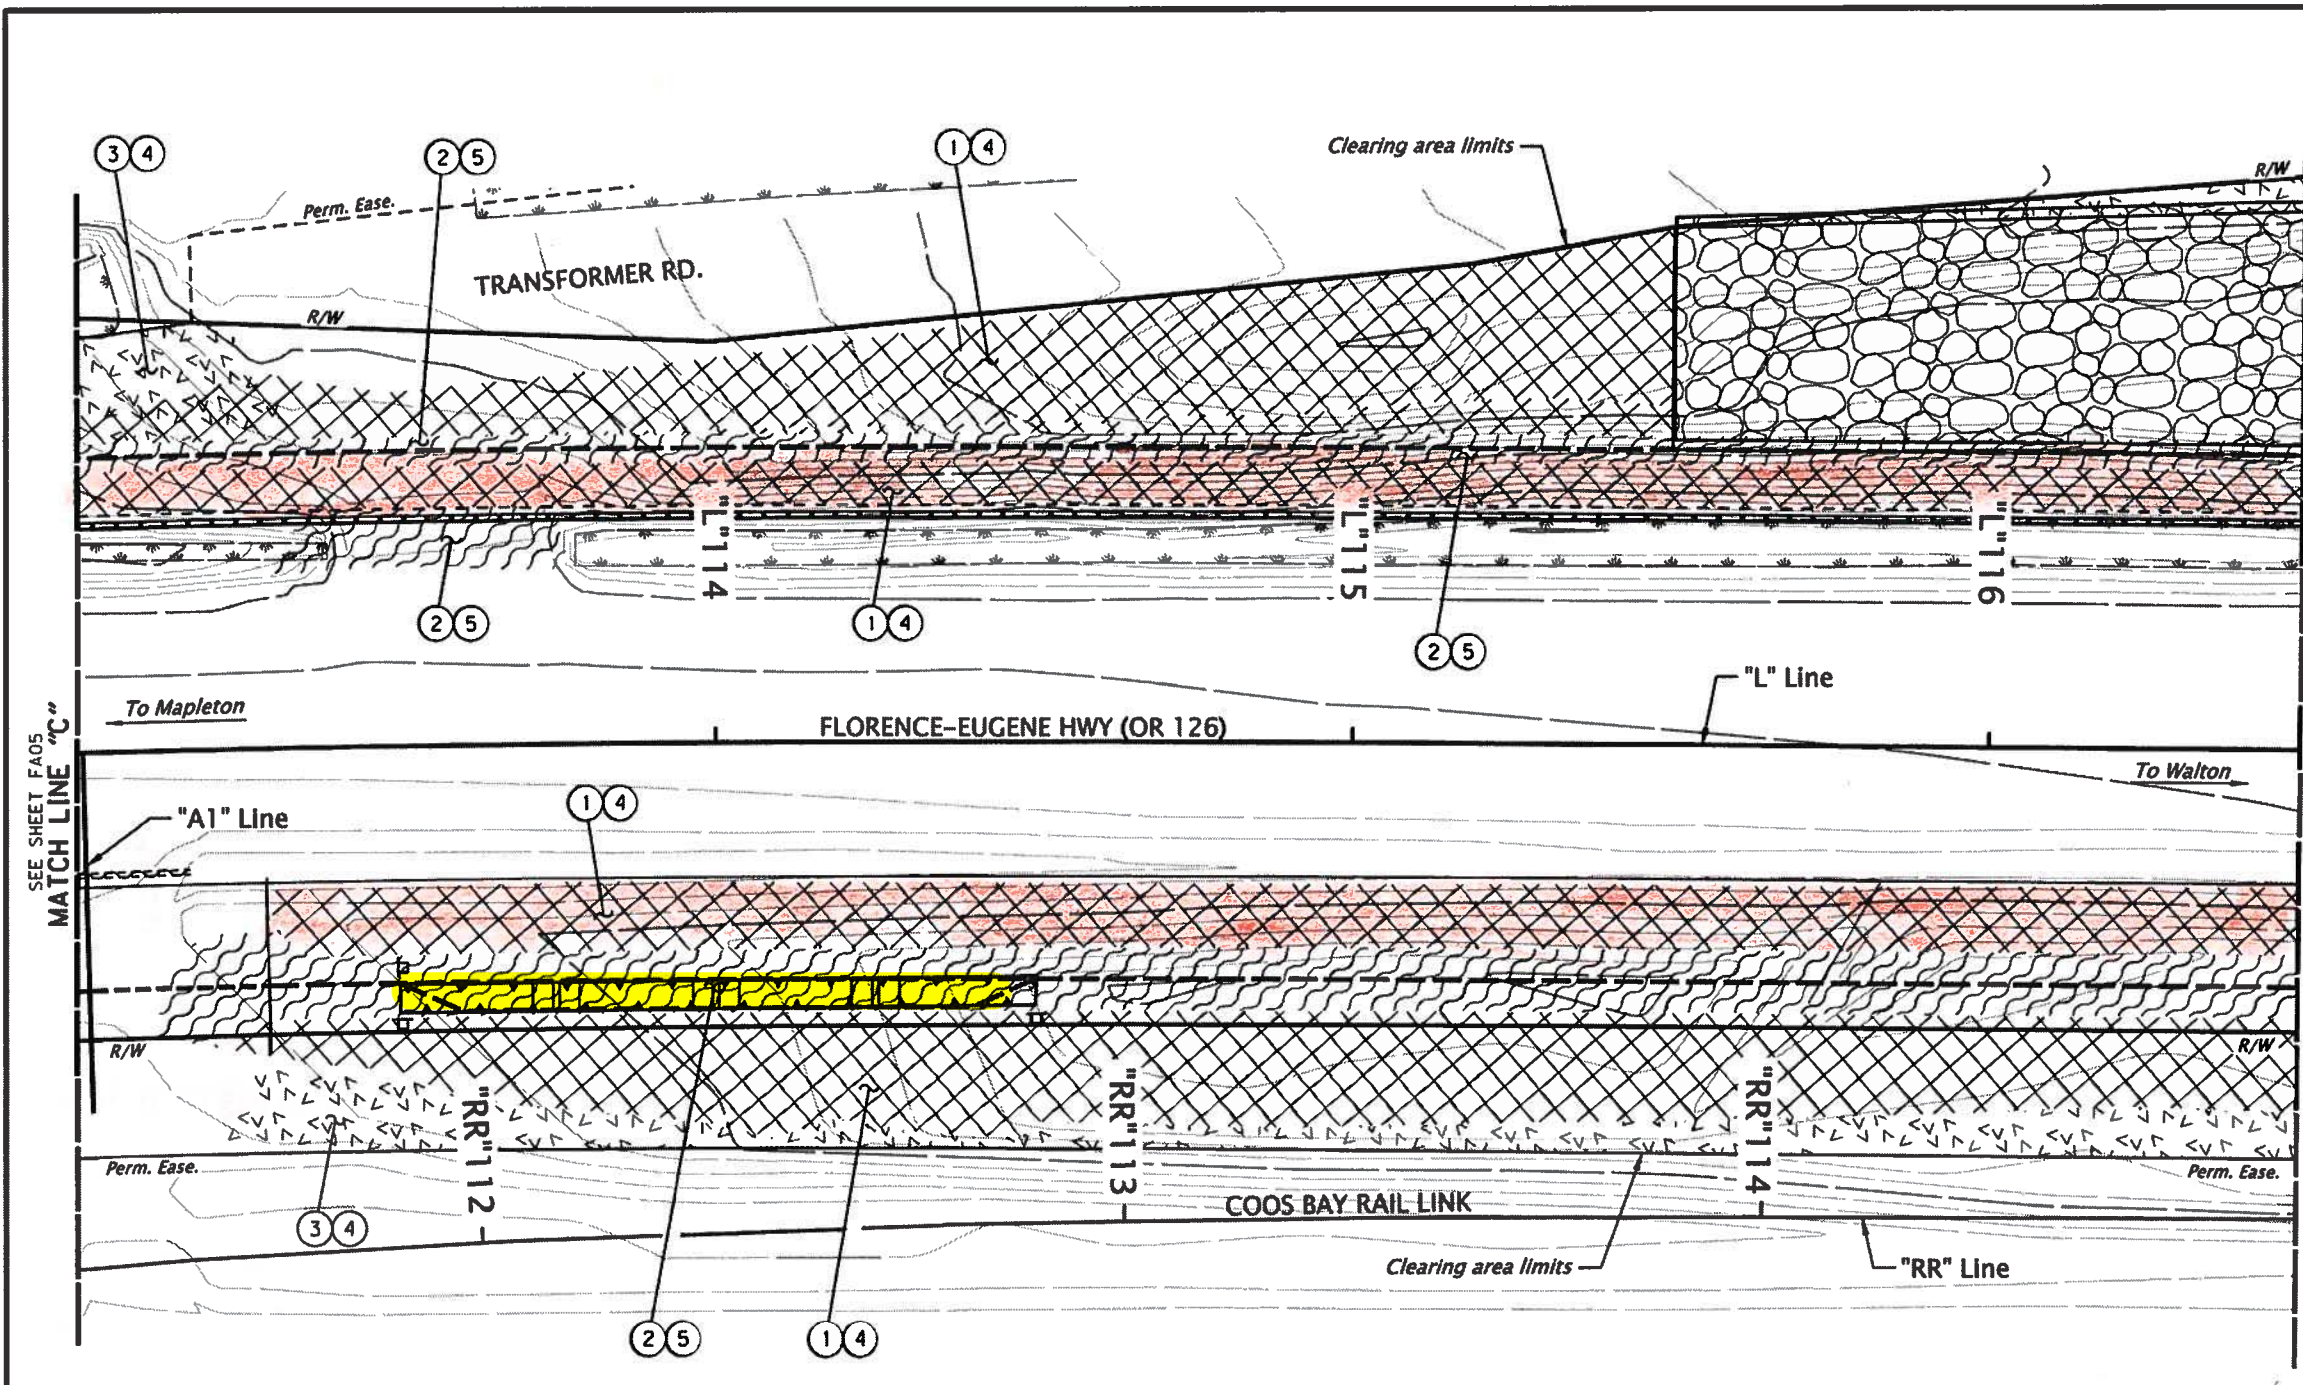 3 4
2 5
1 4
Clearing area limits
R/W
Perm. Ease.
TRANSFORMER RD.
R/W
"L"114
"L"115
"L"116
2 5
1 4
2 5
"L" Line
To Mapleton
FLORENCE-EUGENE HWY (OR 126)
To Walton
SEE SHEET FA05
MATCH LINE "C"
"A1" Line
1 4
R/W
R/W
"RR"112
"RR"113
"RR"114
Perm. Ease.
Perm. Ease.
COOS BAY RAIL LINK
3 4
Clearing area limits
"RR" Line
2 5
1 4